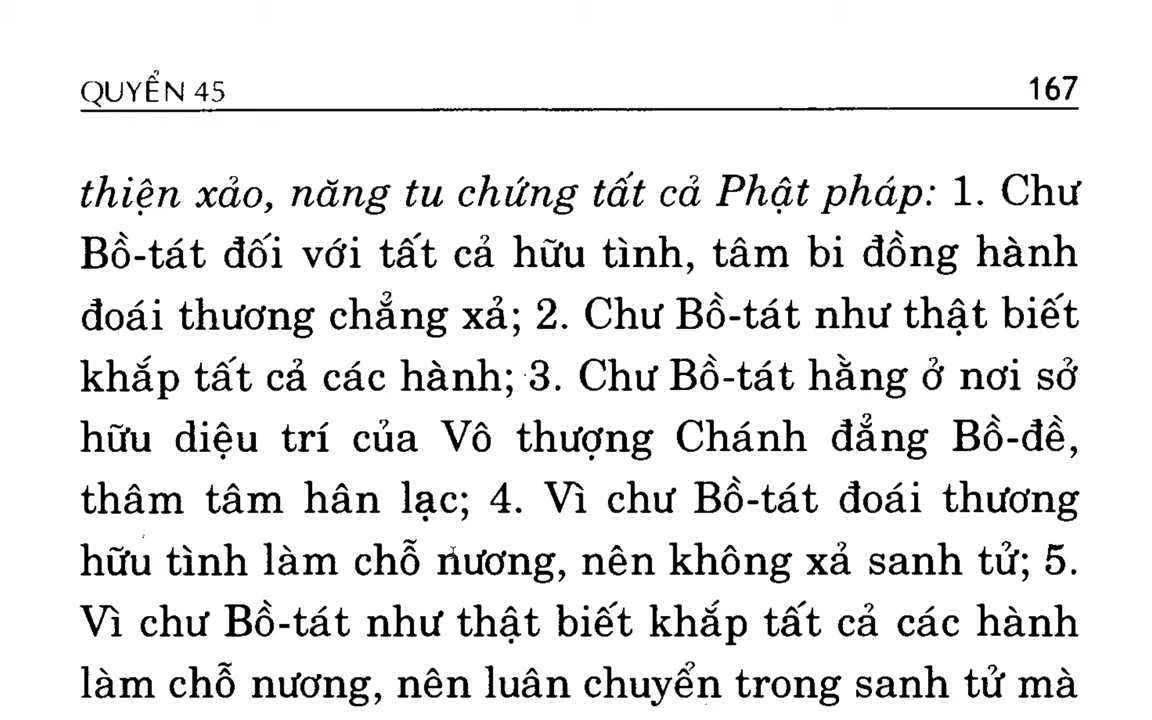 QUYỂN 45 167
thiện xảo, năng tu chứng tất cả Phật pháp: 1. Chư
Bồ-tát đối với tất cả hữu tình, tâm bi đồng hành
đoái thương chẳng xả; 2. Chư Bồ-tát như thật biết
khắp tất cả các hành; 3. Chư Bồ-tát hằng ở nơi sở
hữu diệu trí của Vô thượng Chánh đẳng Bồ-đề,
thâm tâm hân lạc; 4. Vì chư Bồ-tát đoái thương
hữu tình làm chỗ nương, nên không xả sanh tử; 5.
Vì chư Bồ-tát như thật biết khắp tất cả các hành
làm chỗ nương, nên luân chuyển trong sanh tử mà